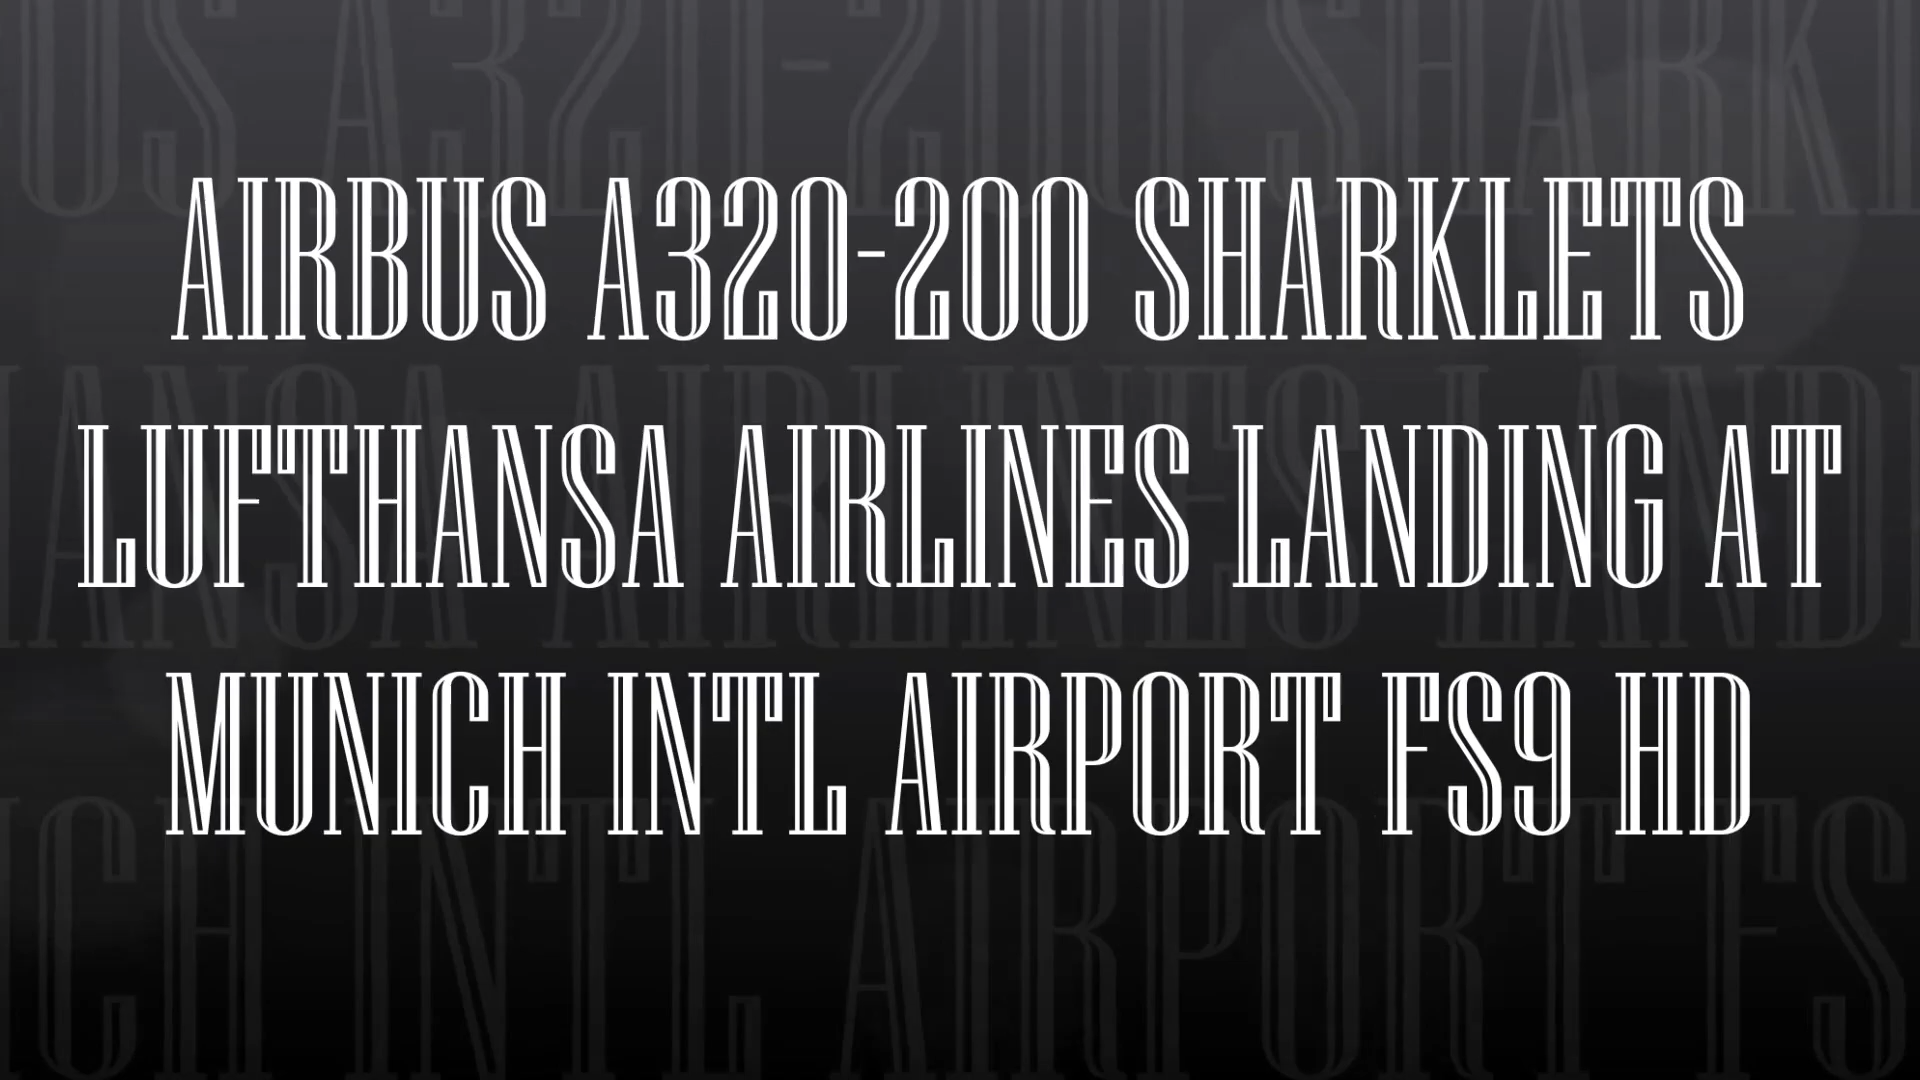 AIRBUS A320-200 SHARKLETS
LUFTHANSA AIRLINES LANDING AT
MUNICH INTL AIRPORT FS9 HD